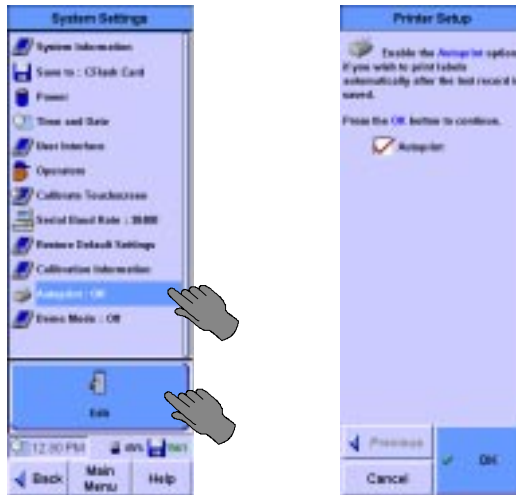 System Settings
System Information
Save to : CFlash Card
Power
Time and Date
User Interface
Operators
Calibrate Touchscreen
Serial Baud Rate : 38400
Restore Default Settings
Calibration Information
Autoprint : Off
Demo Mode : Off
Edit
12:30 PM
Back
Main
Menu
Help
Printer Setup
Enable the Autoprint option
if you wish to print labels
automatically after the test record is
saved.
Press the OK button to continue.
Autoprint
Previous
OK
Cancel